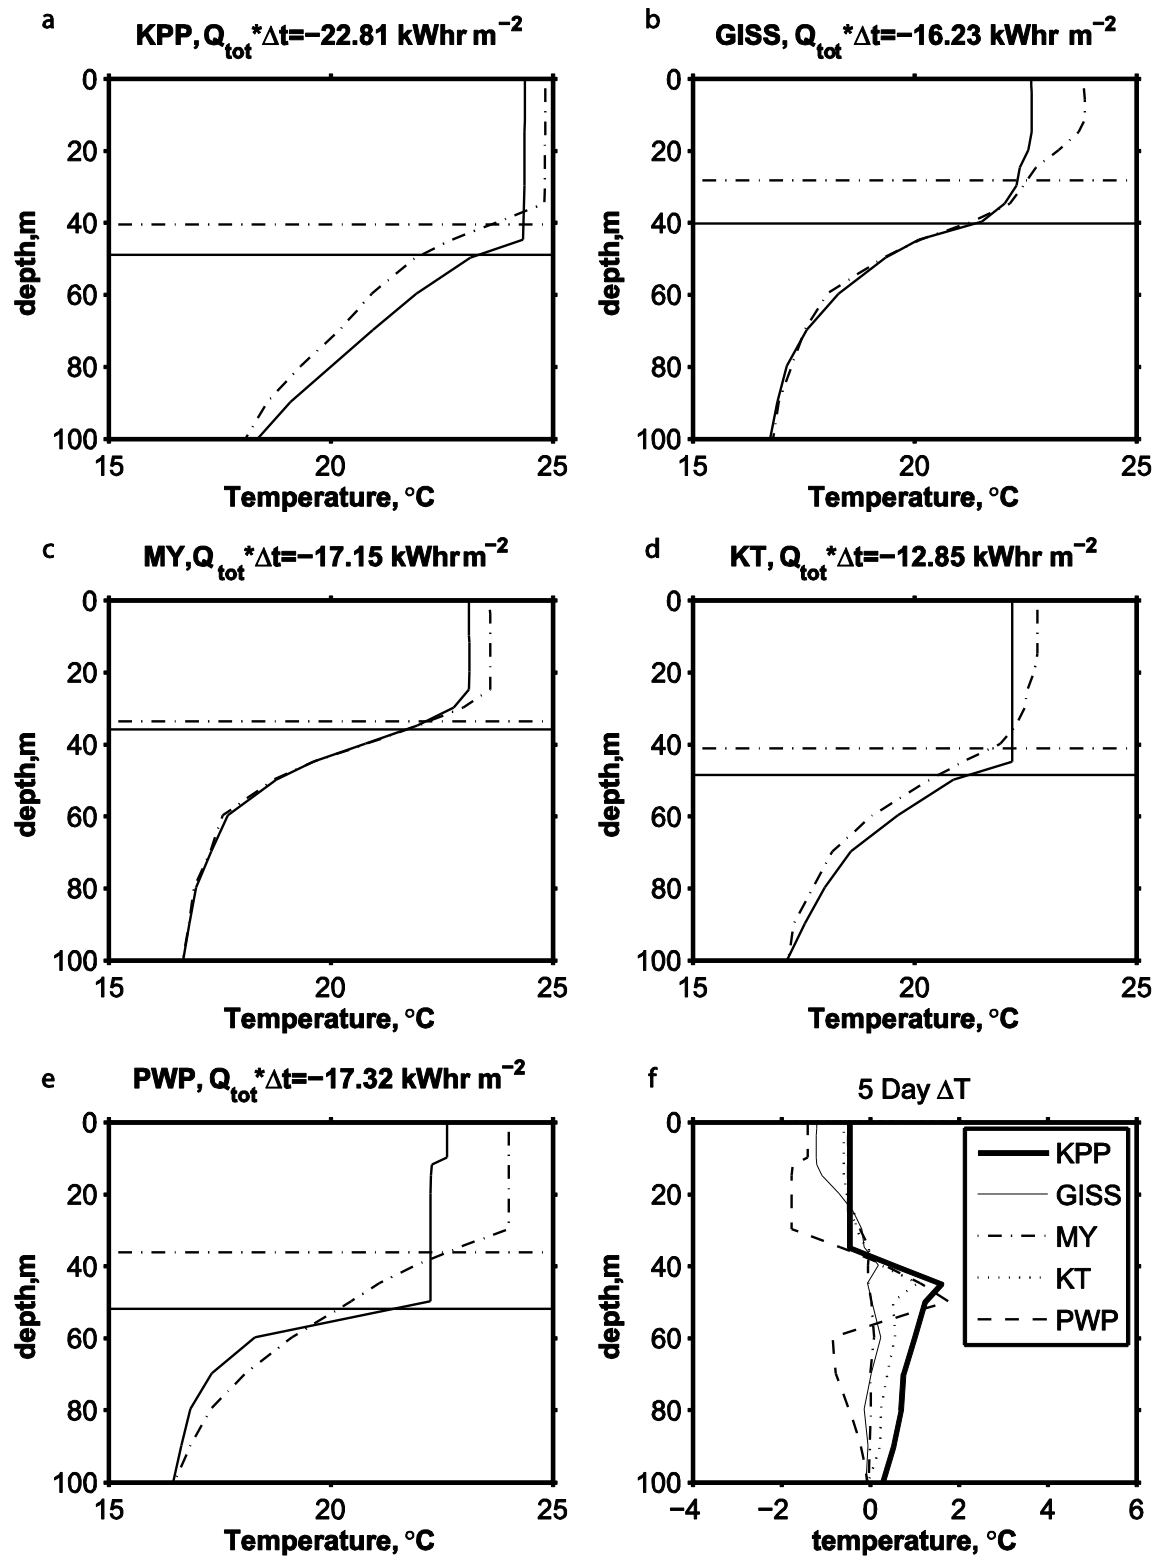 a
KPP, Qtot*Δt=−22.81 kWhr m−2
0
20
40
60
80
100
depth,m
15 20 25
Temperature, °C
b
GISS, Qtot*Δt=−16.23 kWhr m−2
0
20
40
60
80
100
depth,m
15 20 25
Temperature, °C
c
MY,Qtot*Δt=−17.15 kWhr m−2
0
20
40
60
80
100
depth,m
15 20 25
Temperature, °C
d
KT, Qtot*Δt=−12.85 kWhr m−2
0
20
40
60
80
100
depth,m
15 20 25
Temperature, °C
e
PWP, Qtot*Δt=−17.32 kWhr m−2
0
20
40
60
80
100
depth,m
15 20 25
Temperature, °C
f
5 Day ΔT
0
20
40
60
80
100
depth,m
KPP
GISS
MY
KT
PWP
−4 −2 0 2 4 6
temperature, °C